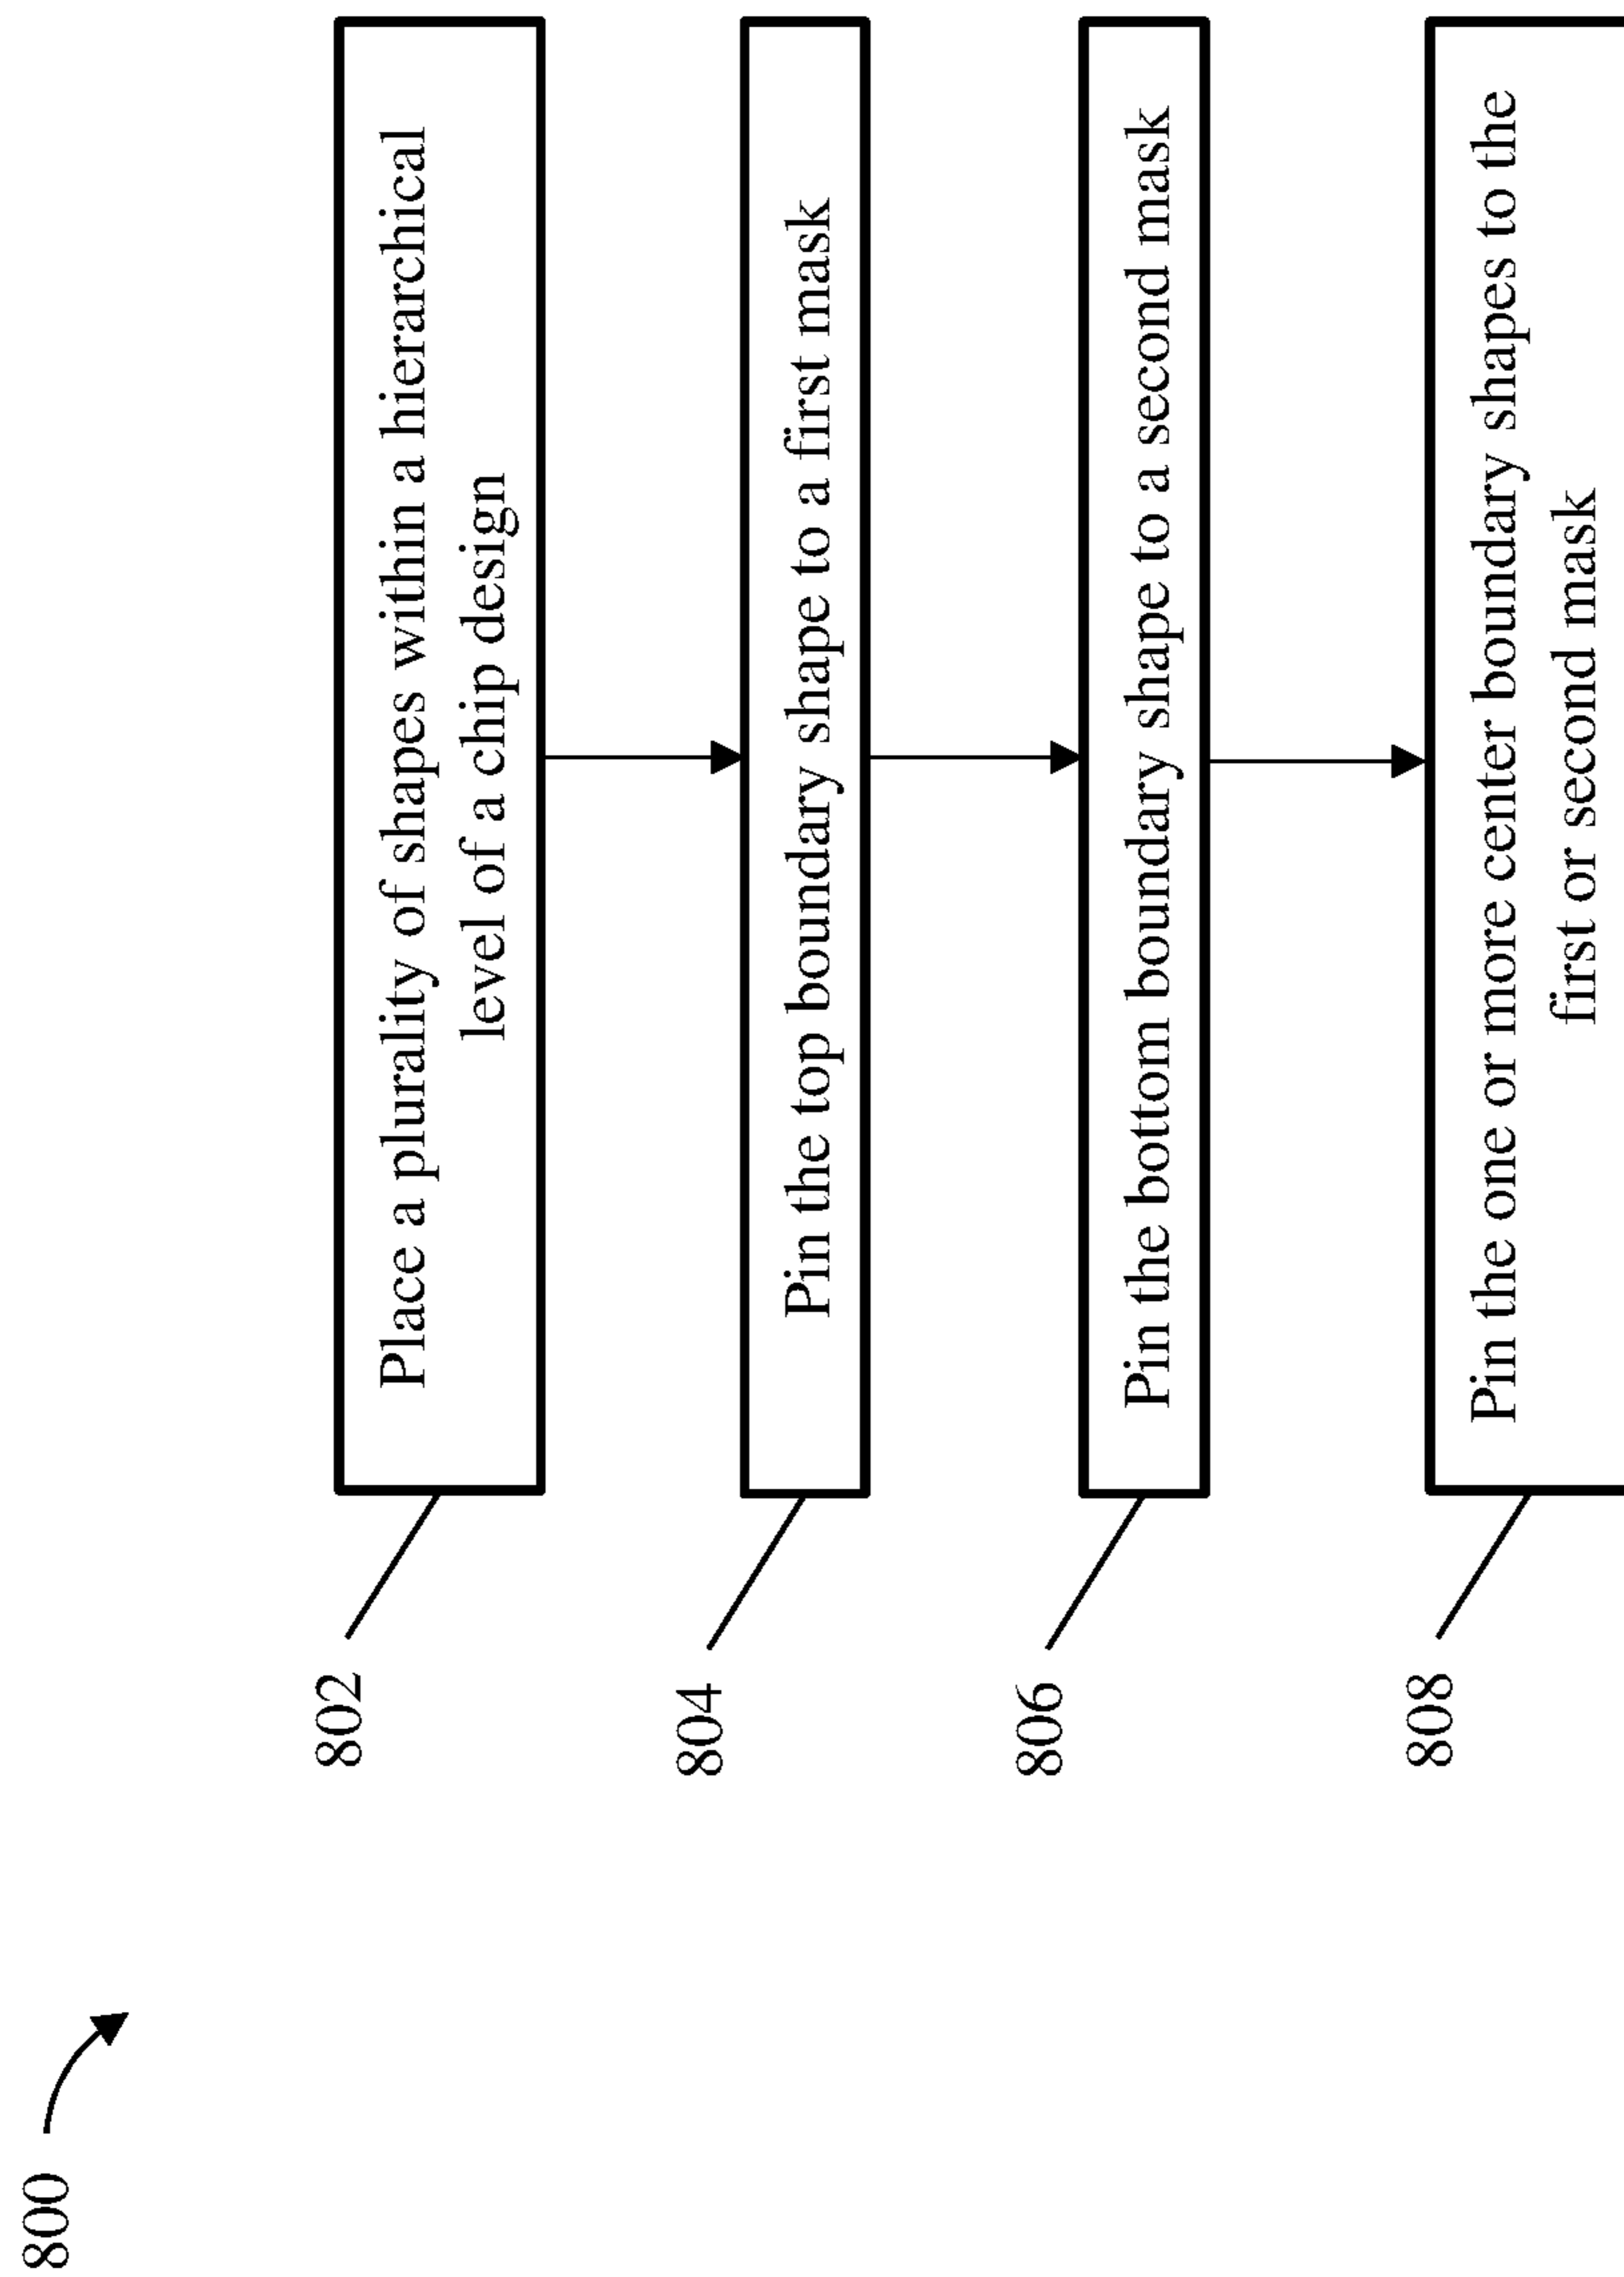 800
802
Place a plurality of shapes within a hierarchical
level of a chip design
804
Pin the top boundary shape to a first mask
806
Pin the bottom boundary shape to a second mask
808
Pin the one or more center boundary shapes to the
first or second mask